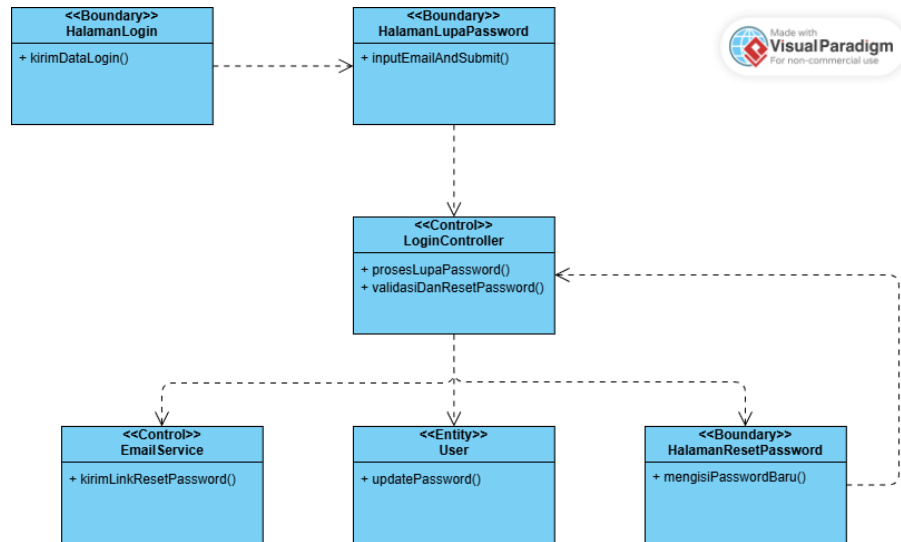 <<Boundary>>
HalamanLogin
+ kirimDataLogin()
<<Boundary>>
HalamanLupaPassword
+ inputEmailAndSubmit()
Made with
Visual Paradigm
For non-commercial use
<<Control>>
LoginController
+ prosesLupaPassword()
+ validasiDanResetPassword()
<<Control>>
EmailService
+ kirimLinkResetPassword()
<<Entity>>
User
+ updatePassword()
<<Boundary>>
HalamanResetPassword
+ mengisiPasswordBaru()